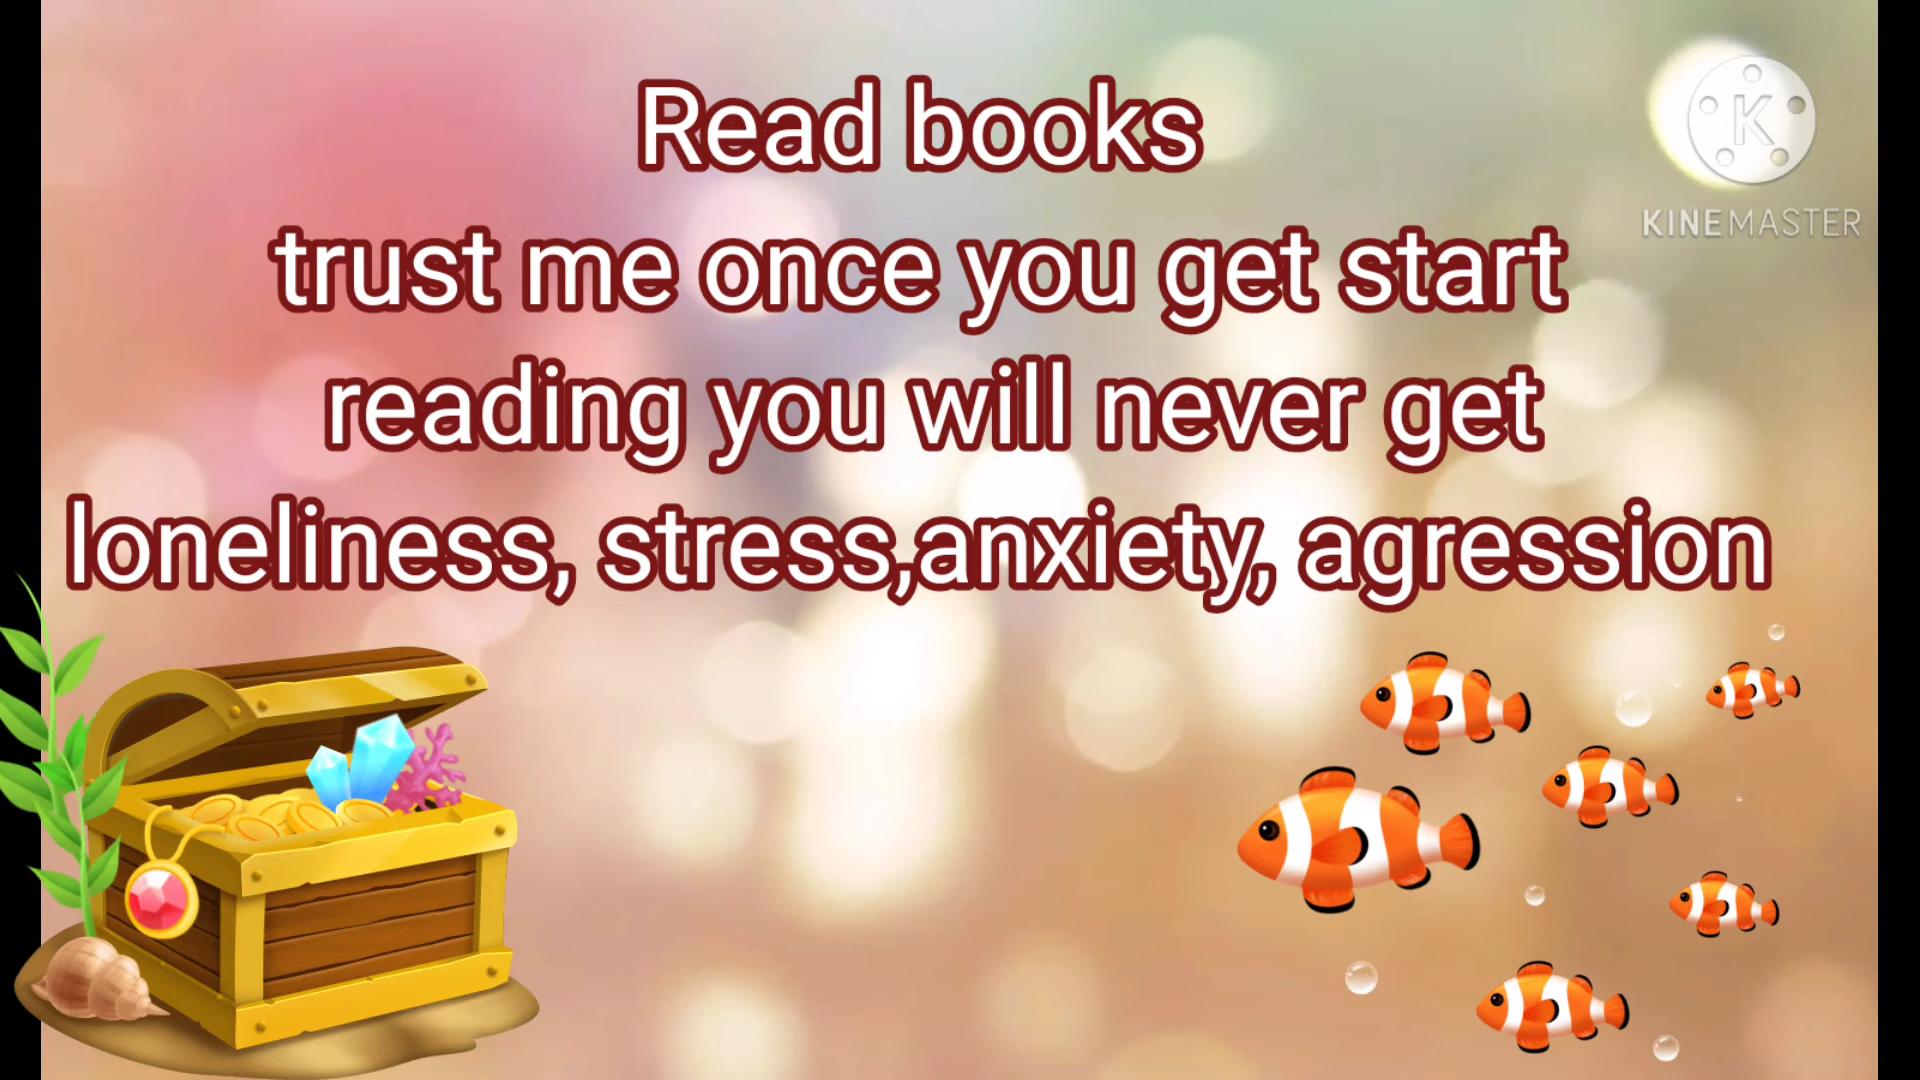 Read books
trust me once you get start
reading you will never get
loneliness, stress,anxiety, agression
K
KINEMASTER